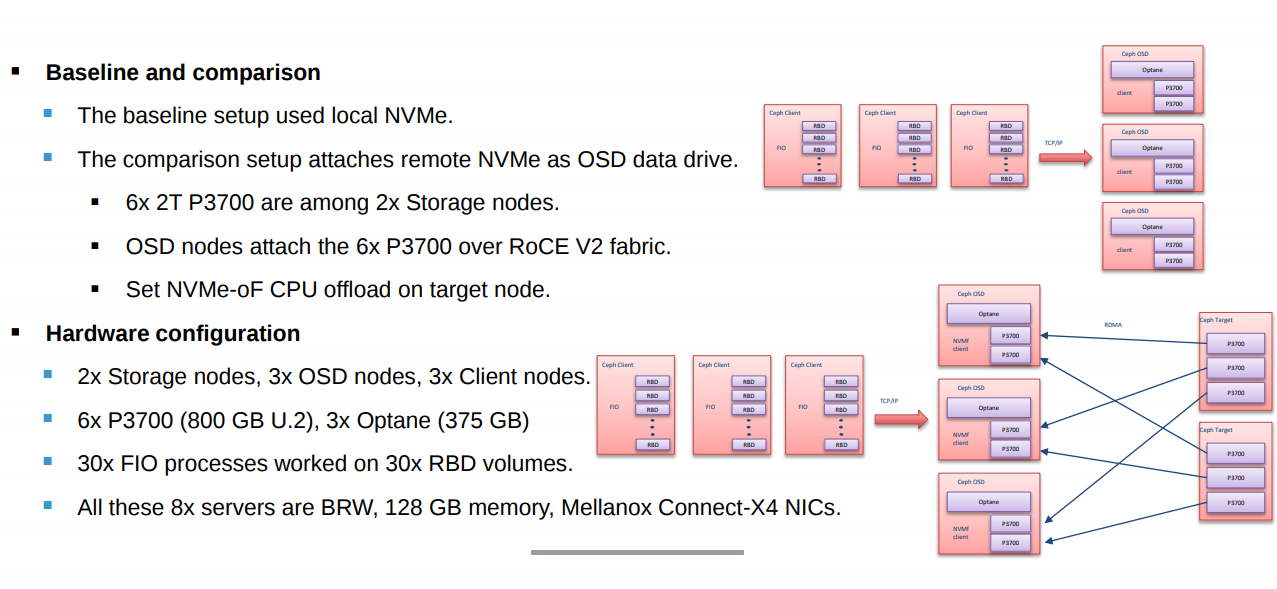 Baseline and comparison
The baseline setup used local NVMe.
The comparison setup attaches remote NVMe as OSD data drive.
6x 2T P3700 are among 2x Storage nodes.
OSD nodes attach the 6x P3700 over RoCE V2 fabric.
Set NVMe-oF CPU offload on target node.
Hardware configuration
2x Storage nodes, 3x OSD nodes, 3x Client nodes.
6x P3700 (800 GB U.2), 3x Optane (375 GB)
30x FIO processes worked on 30x RBD volumes.
All these 8x servers are BRW, 128 GB memory, Mellanox Connect-X4 NICs.
Ceph Client
RBD
RBD
FIO
RBD
RBD
Ceph Client
RBD
RBD
FIO
RBD
RBD
Ceph Client
RBD
RBD
FIO
RBD
RBD
TCP/IP
Ceph OSD
Optane
client
P3700
P3700
Ceph OSD
Optane
client
P3700
P3700
Ceph OSD
Optane
client
P3700
P3700
Ceph Client
RBD
RBD
FIO
RBD
RBD
Ceph Client
RBD
RBD
FIO
RBD
RBD
Ceph Client
RBD
RBD
FIO
RBD
RBD
TCP/IP
Ceph OSD
Optane
NVMf
client
P3700
P3700
Ceph OSD
Optane
NVMf
client
P3700
P3700
Ceph OSD
Optane
NVMf
client
P3700
P3700
RDMA
Ceph Target
P3700
P3700
P3700
Ceph Target
P3700
P3700
P3700